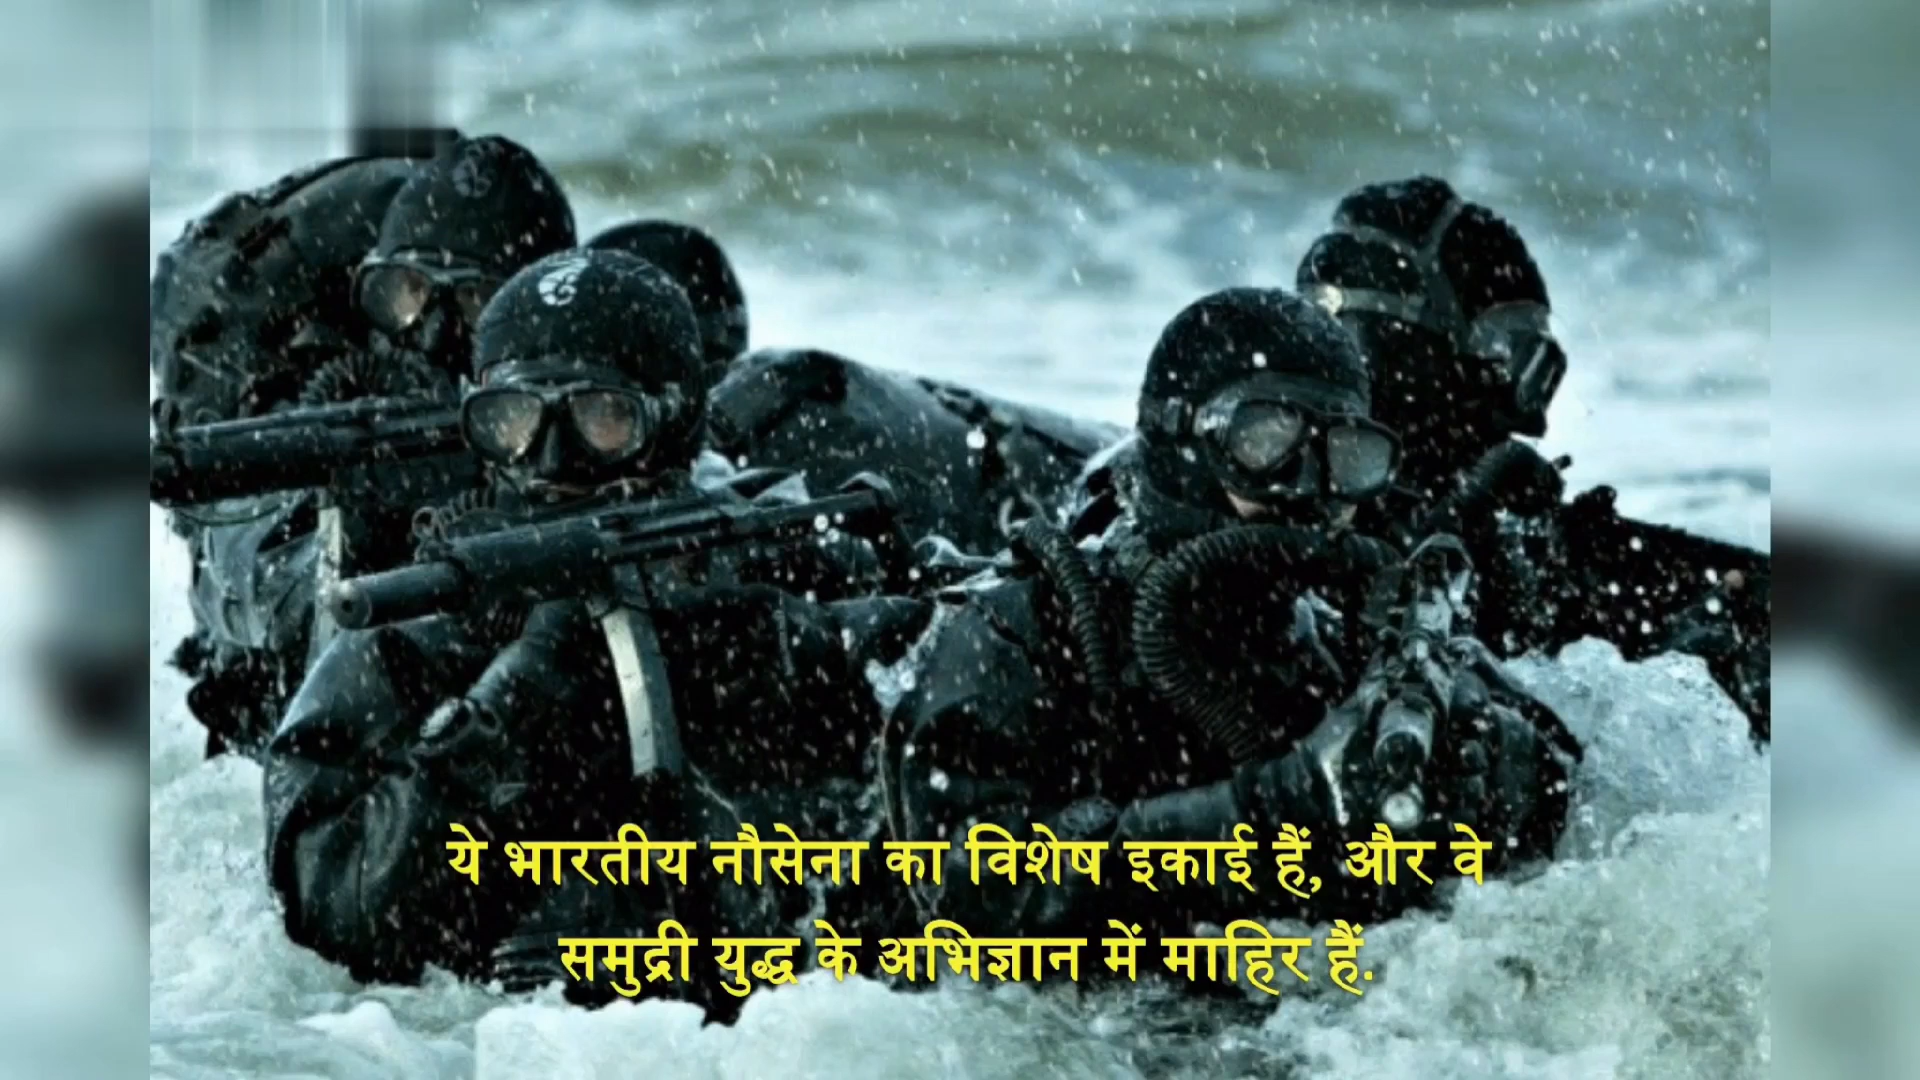 ये भारतीय नौसेना का विशेष इकाई हैं, और वे
समुद्री युद्ध के अभिज्ञान में माहिर हैं.